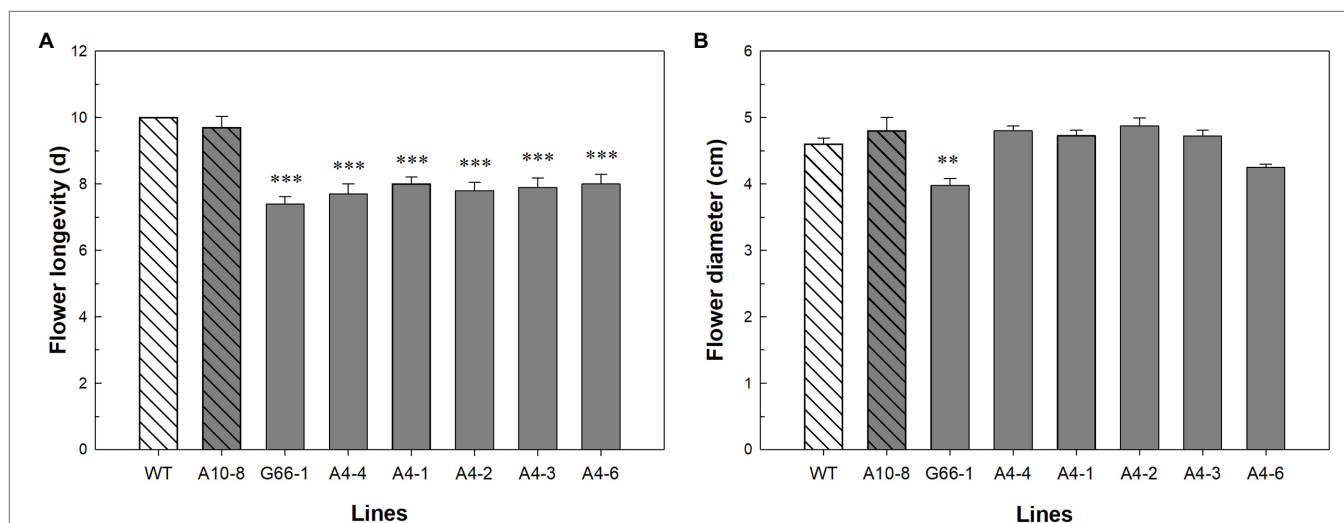 A
Flower longevity (d)
12
10
8
6
4
2
0
***
***
***
***
***
***
WT A10-8 G66-1 A4-4 A4-1 A4-2 A4-3 A4-6
Lines
B
Flower diameter (cm)
6
5
4
3
2
1
0
**
WT A10-8 G66-1 A4-4 A4-1 A4-2 A4-3 A4-6
Lines